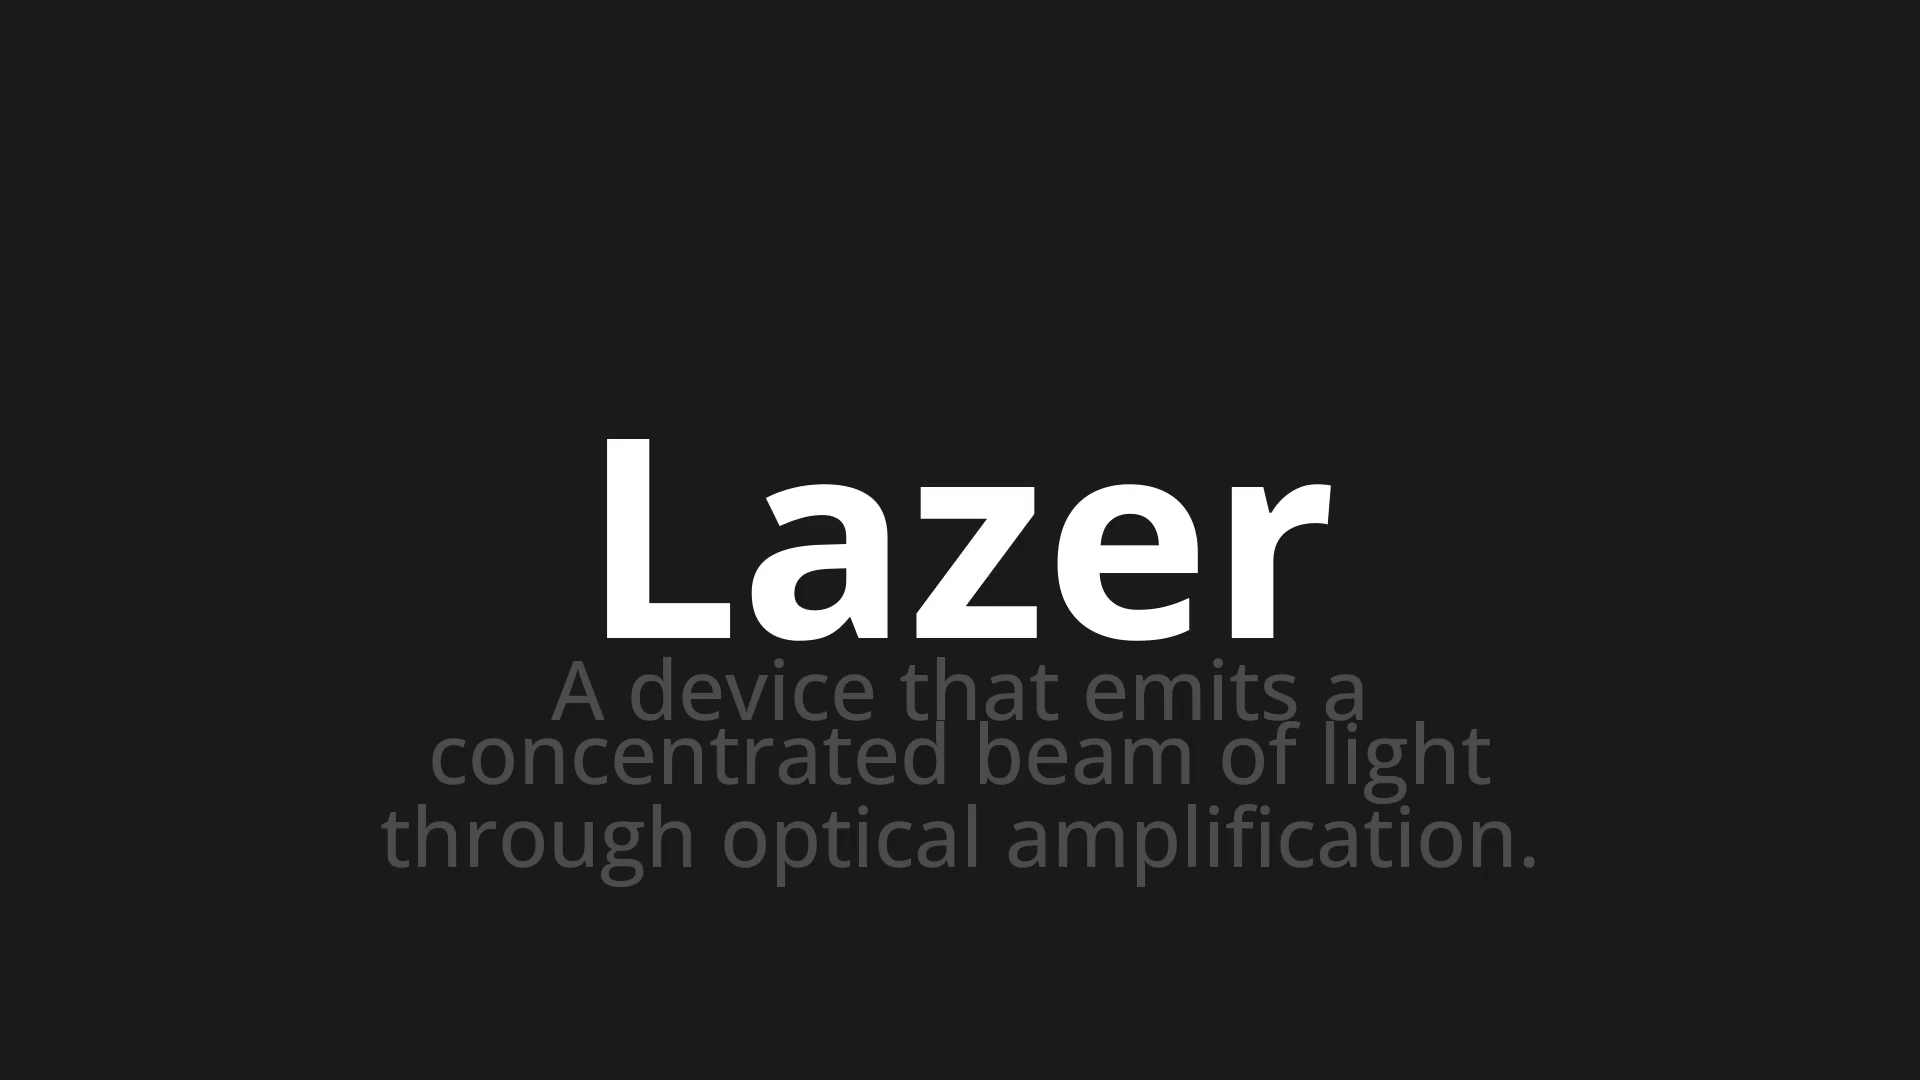 Lazer
A device that emits a
concentrated beam of light
through optical amplification.